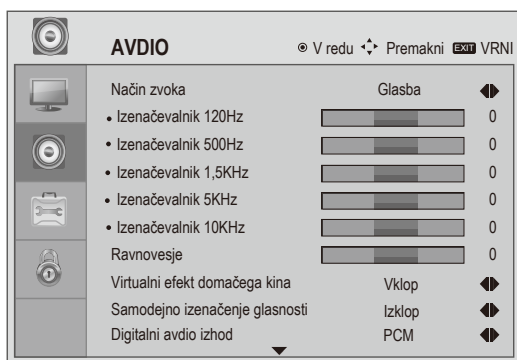 AVDIO V redu Premakni EXIT VRNI
Način zvoka Glasba
• Izenačevalnik 120Hz 0
• Izenačevalnik 500Hz 0
• Izenačevalnik 1,5KHz 0
• Izenačevalnik 5KHz 0
• Izenačevalnik 10KHz 0
Ravnovesje 0
Virtualni efekt domačega kina Vklop
Samodejno izenačenje glasnosti Izklop
Digitalni avdio izhod PCM